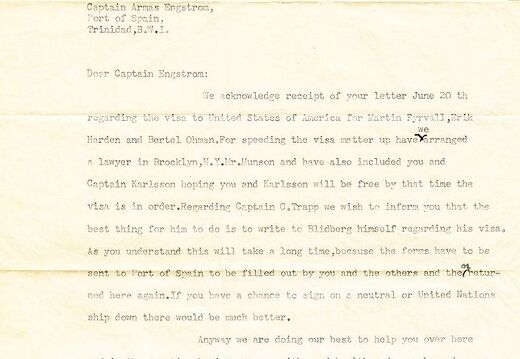 Captain Armas Engstrom,
Port of Spain,
Trinidad,B.W.I.
Dear Captain Engstrom:
We acknowledge receipt of your letter June 20 th
regarding the visa to United States of America for Martin Fyrvall,Erik
Harden and Bertel Ohman.For speeding the visa matter up have we arranged
a lawyer in Brooklyn,N.Y.Mr.Munson and have also included you and
Captain Karlsson hoping you and Karlsson will be free by that time the
visa is in order.Regarding Captain C.Trapp we wish to inform you that the
best thing for him to do is to write to Blidberg himself regarding his visa.
As you understand this will take a long time,because the forms have to be
sent to Port of Spain to be filled out by you and the others and the retur-
ned here again.If you have a chance to sign on a neutral or United Nations
ship down there would be much better.
Anyway we are doing our best to help you over here